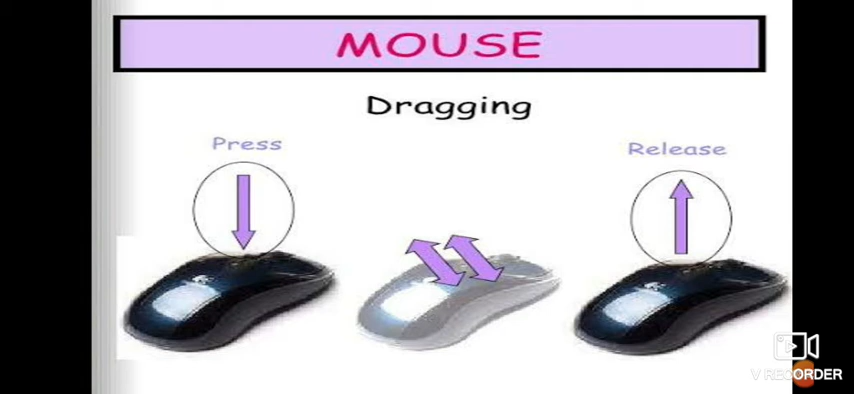 MOUSE
Dragging
Press
Release
V RECORDER